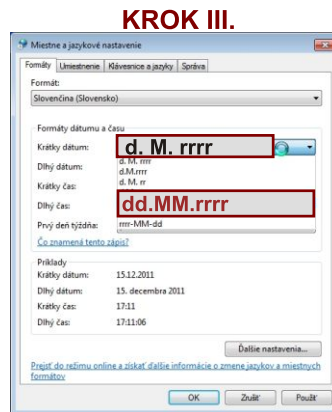 KROK III.
Miestne a jazykové nastavenie
Formáty Umiestnenie Klávesnice a jazyky Správa
Formát:
Slovenčina (Slovensko)
Formáty dátumu a času
Krátky dátum: d. M. rrrr
d. M. rrrr
Dlhý dátum: d.M.rrrr
Krátky čas: d. M. rr
Dlhý čas: dd.MM.rrrr
Prvý deň týždňa: rrrr-MM-dd
Čo znamená tento zápis?
Príklady
Krátky dátum: 15.12.2011
Dlhý dátum: 15. decembra 2011
Krátky čas: 17:11
Dlhý čas: 17:11:06
Ďalšie nastavenia...
Prejsť do režimu online a získať ďalšie informácie o zmene jazykov a miestnych
formátov
OK Zrušiť Použiť